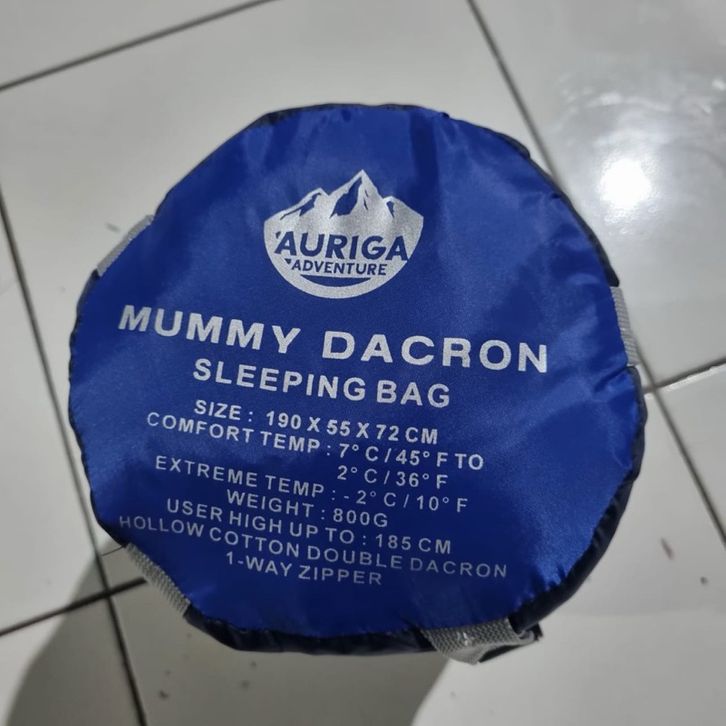 AURIGA
ADVENTURE
MUMMY DACRON
SLEEPING BAG
SIZE : 190 X 55 X 72 CM
COMFORT TEMP : 7° C / 45° F TO
2° C / 36° F
EXTREME TEMP : - 2° C / 10° F
WEIGHT : 800G
USER HIGH UP TO : 185 CM
HOLLOW COTTON DOUBLE DACRON
1-WAY ZIPPER